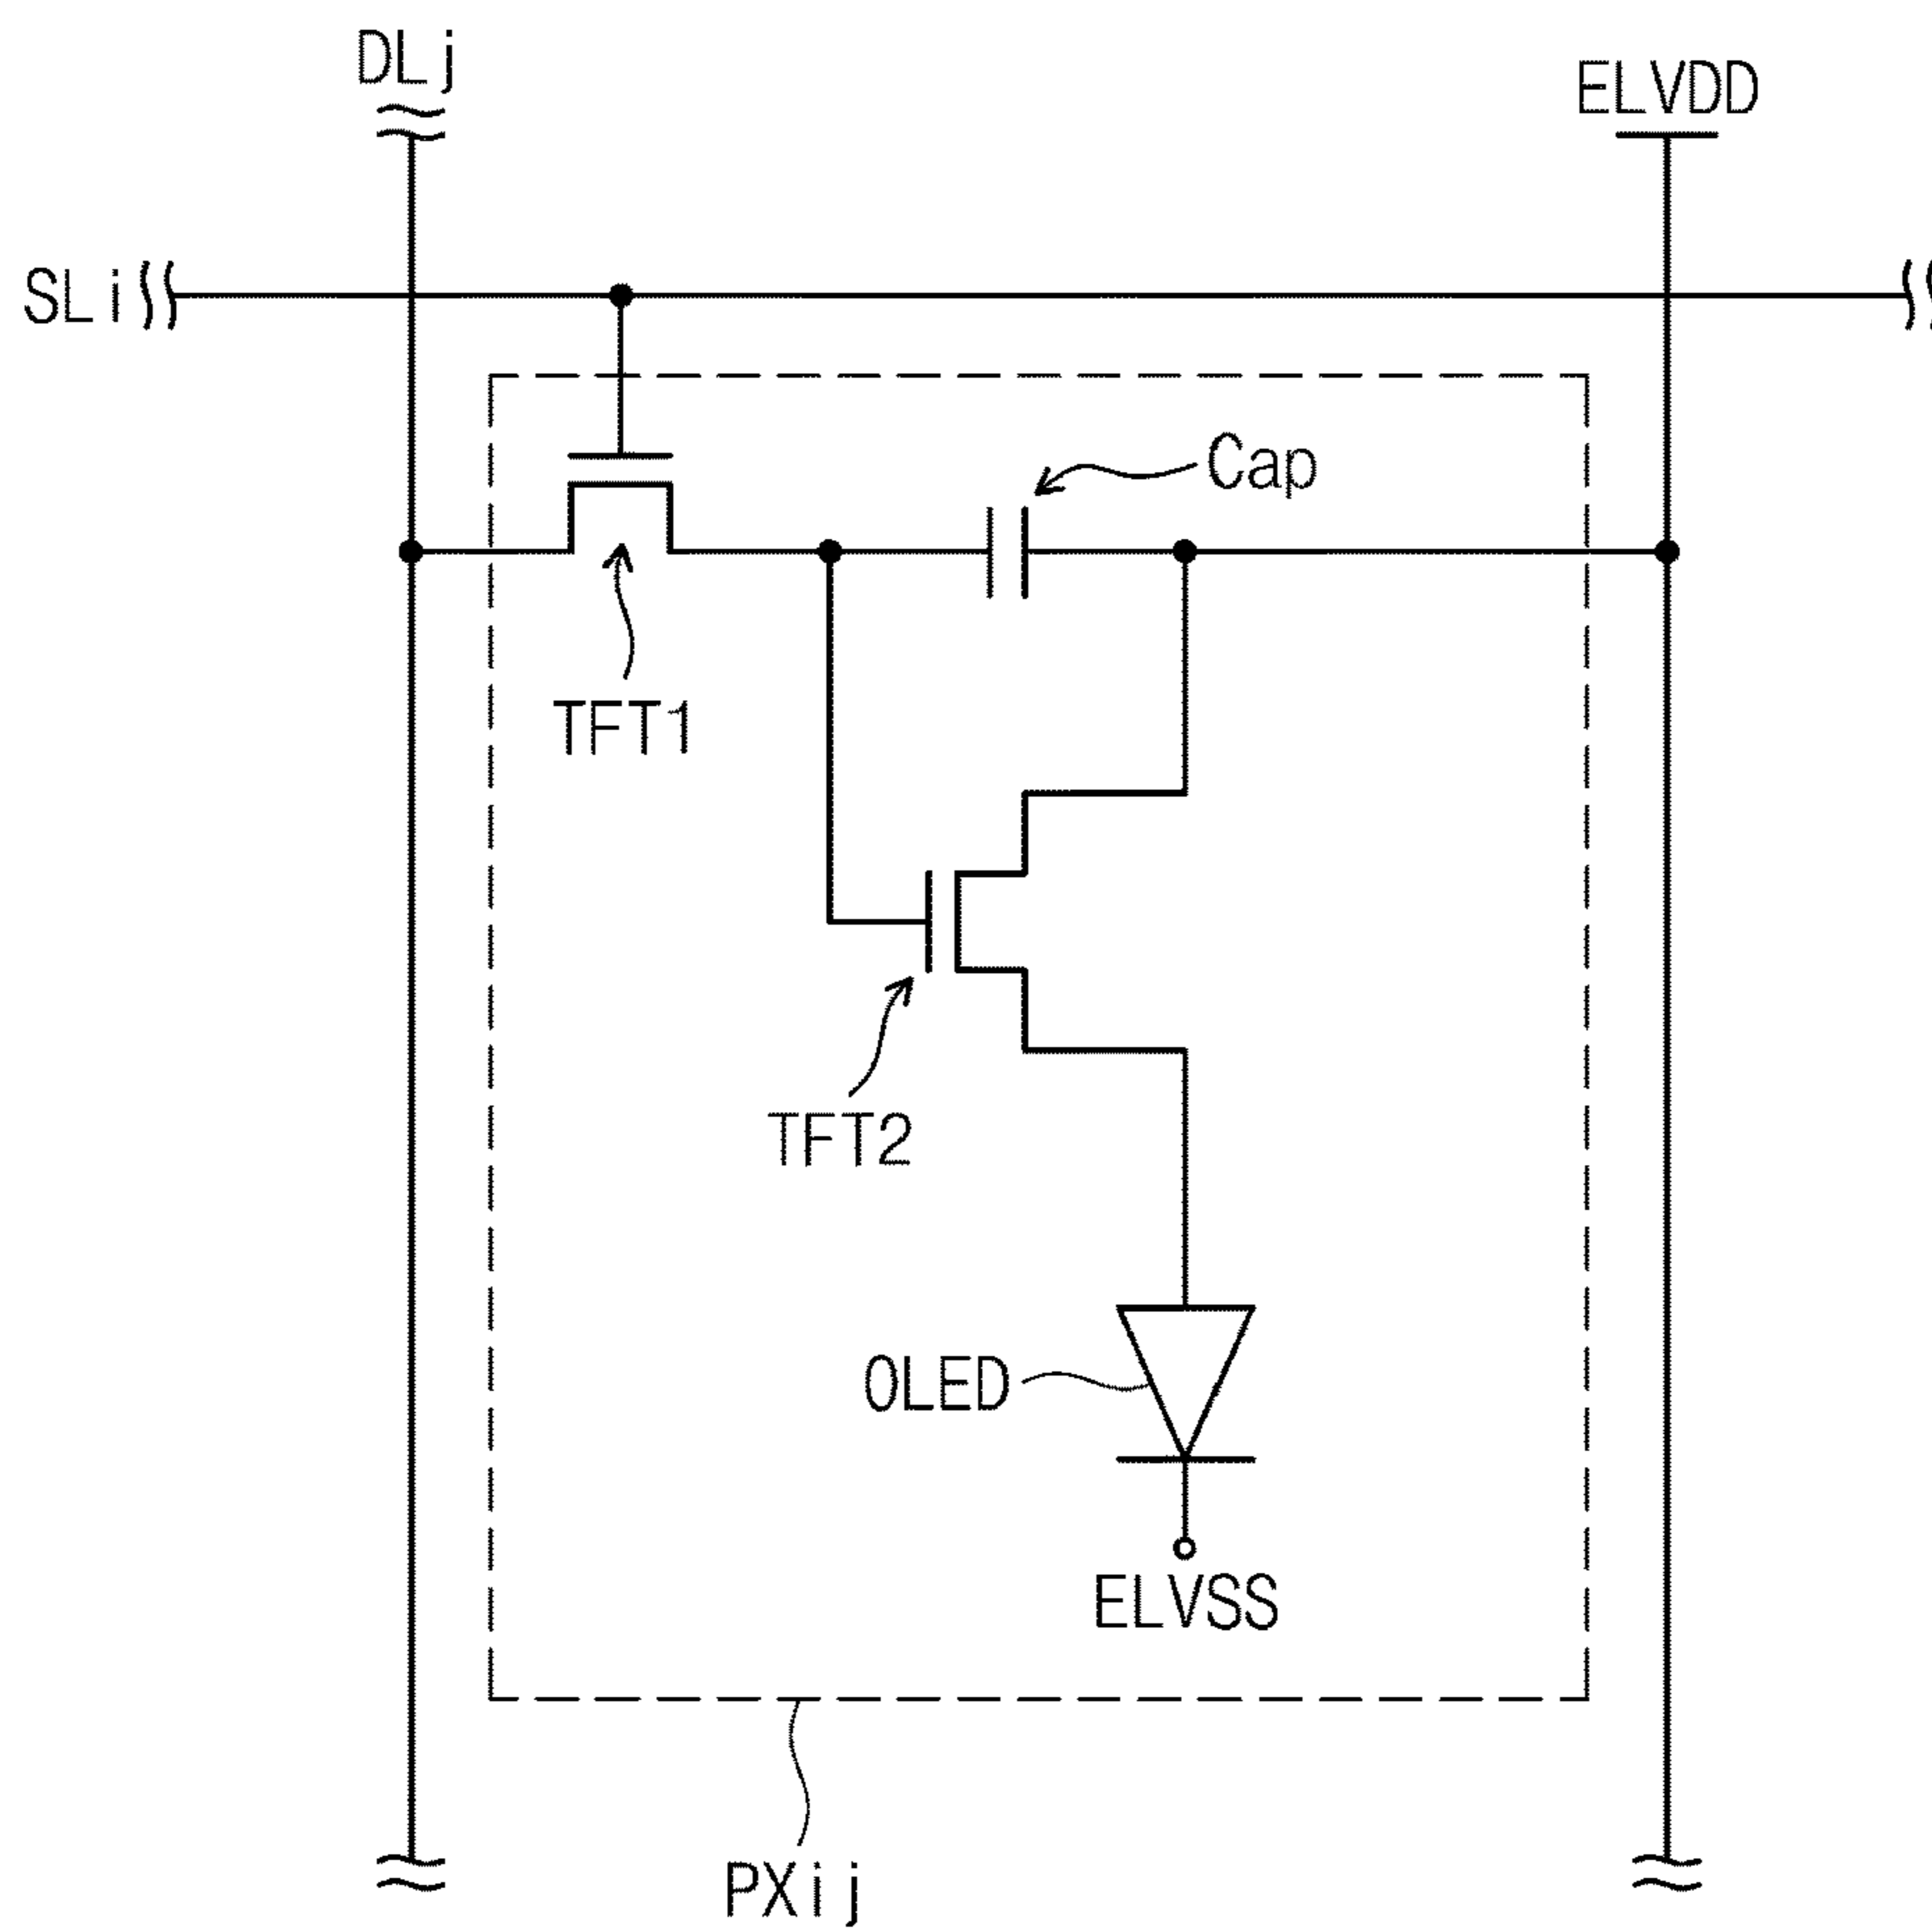 DLj
ELVDD
SLi
Cap
TFT1
TFT2
OLED
ELVSS
PXij